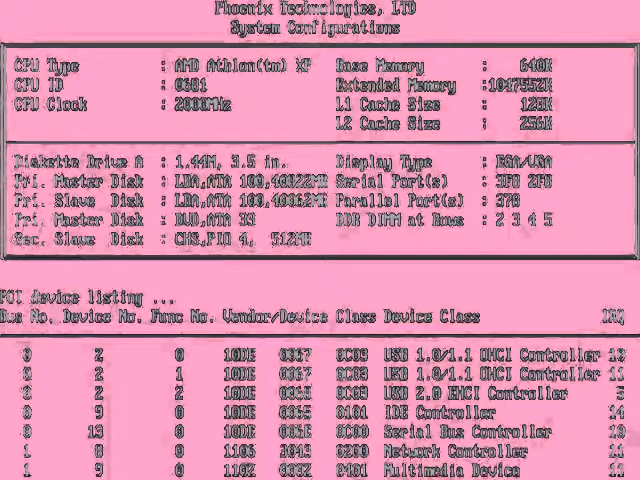 Phoenix Technologies, LTD
System Configurations
CPU Type : AMD Athlon(tm) XP Base Memory : 640K
CPU ID : 0681 Extended Memory :1047552K
CPU Clock : 2000MHz L1 Cache Size : 128K
L2 Cache Size : 256K
Diskette Drive A : 1.44M, 3.5 in. Display Type : EGA/VGA
Pri. Master Disk : LBA,ATA 100, Serial Port(s) : 3F8 2F8
Pri. Slave Disk : LBA,ATA 100, Parallel Port(s) : 378
Pri. Master Disk : DVD,ATA 33 DDR DIMM at Rows : 2 3 4 5
Sec. Slave Disk : CHS,PIO 4, 512MB
PCI device listing ...
Bus No. Device No. Func No. Vendor/Device Class Device Class IRQ
0 2 0 10DE 0067 0C03 USB 1.0/1.1 OHCI Controller
0 2 1 10DE 0067 0C03 USB 1.0/1.1 OHCI Controller 11
0 2 2 10DE 0068 0C03 USB 2.0 EHCI Controller 5
0 9 0 10DE 0065 0101 IDE Controller 14
0 13 0 10DE 006E 0C00 Serial Bus Controller 10
1 8 0 1106 3043 0200 Network Controller 11
1 9 0 1102 0002 0401 Multimedia Device